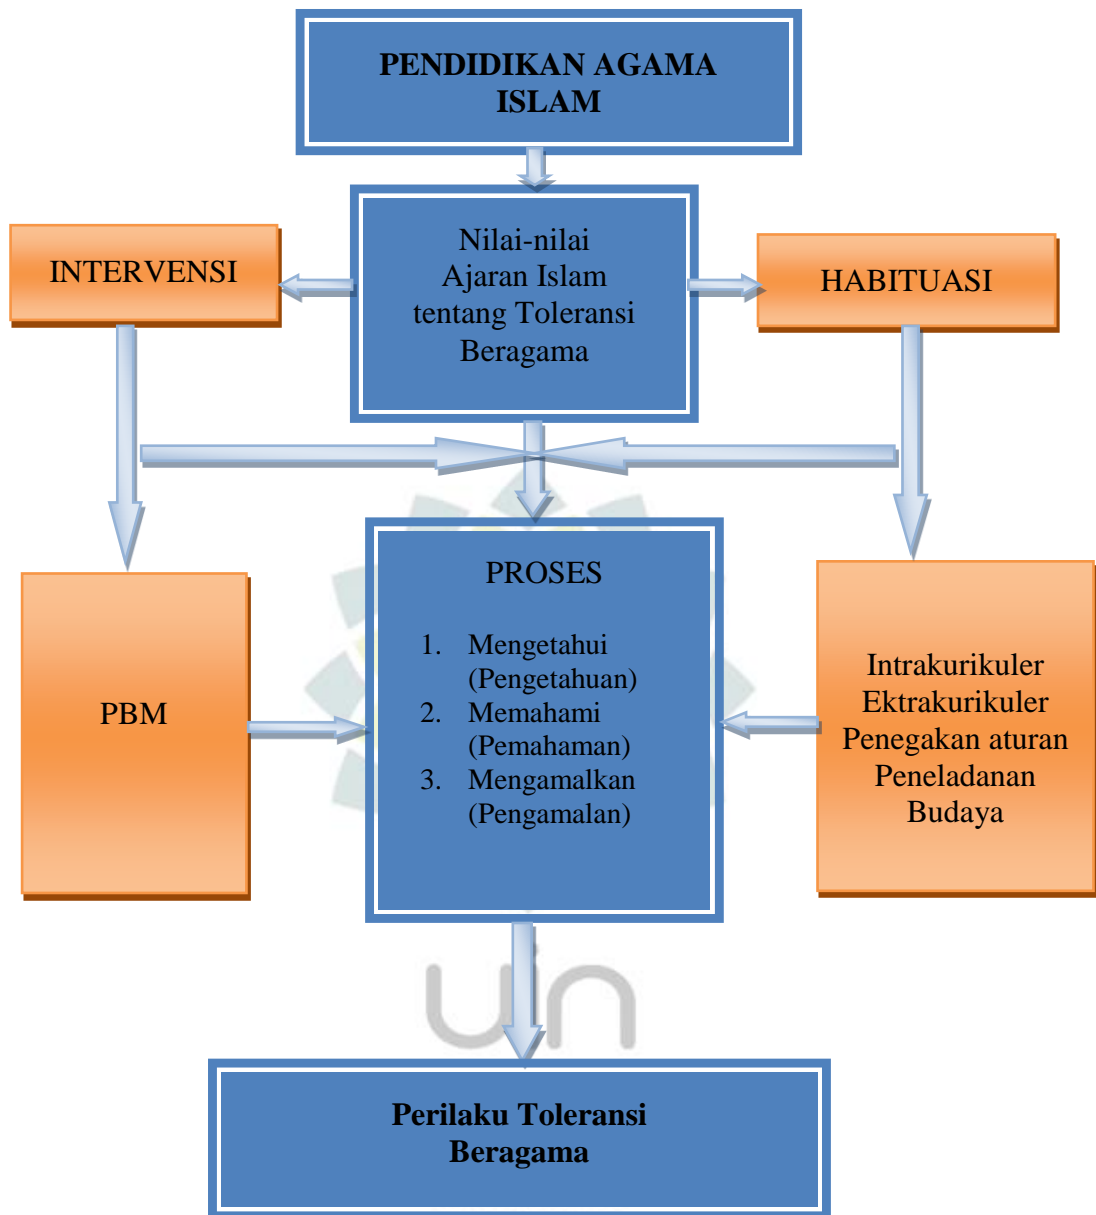 PENDIDIKAN AGAMA
ISLAM
INTERVENSI
Nilai-nilai
Ajaran Islam
tentang Toleransi
Beragama
HABITUASI
PBM
PROSES
1. Mengetahui
(Pengetahuan)
2. Memahami
(Pemahaman)
3. Mengamalkan
(Pengamalan)
Intrakurikuler
Ektrakurikuler
Penegakan aturan
Peneladanan
Budaya
uin
Perilaku Toleransi
Beragama